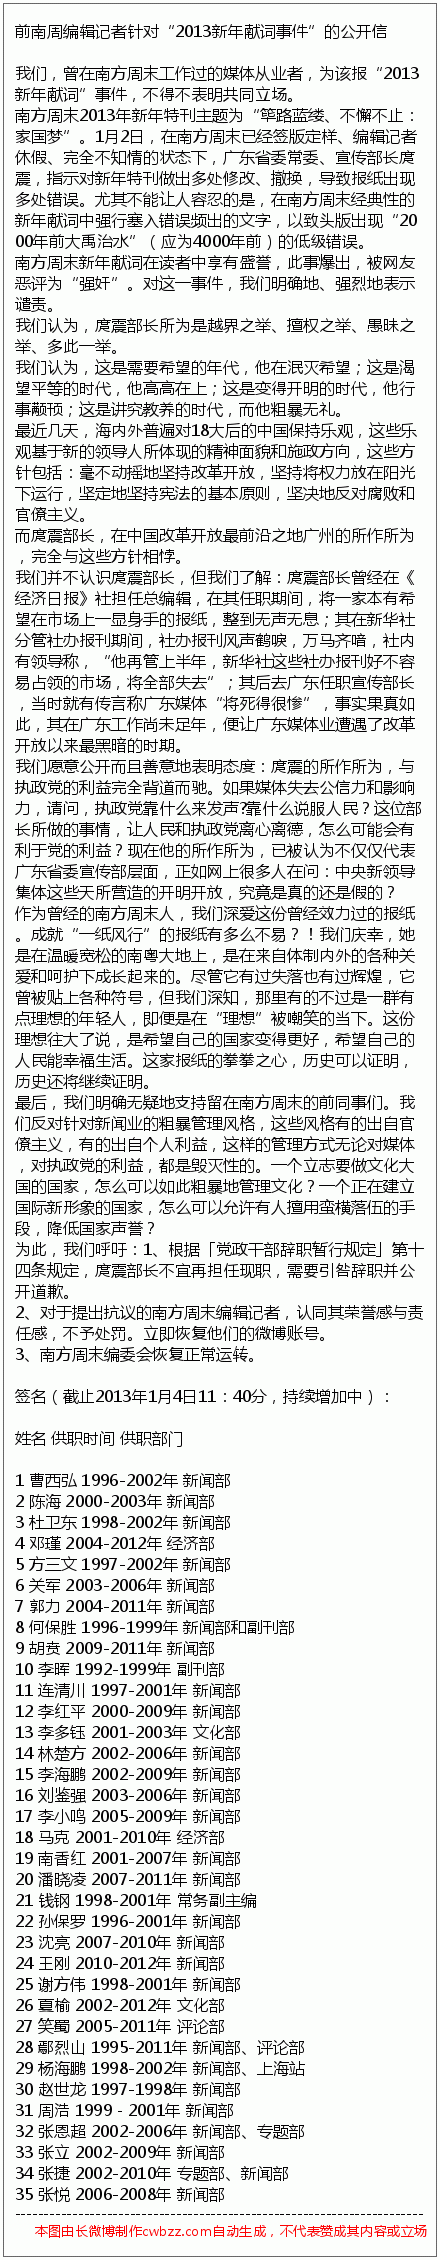 前南周编辑记者针对“2013新年献词事件”的公开信

我们，曾在南方周末工作过的媒体从业者，为该报“2013
新年献词”事件，不得不表明共同立场。
南方周末2013年新年特刊主题为“筚路蓝缕、不懈不止：
家国梦”。1月2日，在南方周末已经签版定样、编辑记者
休假、完全不知情的状态下，广东省委常委、宣传部长庹
震，指示对新年特刊做出多处修改、撤换，导致报纸出现
多处错误。尤其不能让人容忍的是，在南方周末经典性的
新年献词中强行塞入错误频出的文字，以致头版出现“20
00年前大禹治水”（应为4000年前）的低级错误。
南方周末新年献词在读者中享有盛誉，此事爆出，被网友
恶评为“强奸”。对这一事件，我们明确地、强烈地表示
谴责。
我们认为，庹震部长所为是越界之举、擅权之举、愚昧之
举、多此一举。
我们认为，这是需要希望的年代，他在泯灭希望；这是渴
望平等的时代，他高高在上；这是变得开明的时代，他行
事颟顸；这是讲究教养的时代，而他粗暴无礼。
最近几天，海内外普遍对18大后的中国保持乐观，这些乐
观基于新的领导人所体现的精神面貌和施政方向，这些方
针包括：毫不动摇地坚持改革开放，坚持将权力放在阳光
下运行，坚定地坚持宪法的基本原则，坚决地反对腐败和
官僚主义。
而庹震部长，在中国改革开放最前沿之地广州的所作所为
，完全与这些方针相悖。
我们并不认识庹震部长，但我们了解：庹震部长曾经在《
经济日报》社担任总编辑，在其任职期间，将一家本有希
望在市场上一显身手的报纸，整到无声无息；其在新华社
分管社办报刊期间，社办报刊风声鹤唳，万马齐喑，社内
有领导称，“他再管上半年，新华社这些社办报刊好不容
易占领的市场，将全部失去”；其后去广东任职宣传部长
，当时就有传言称广东媒体“将死得很惨”，事实果真如
此，其在广东工作尚未足年，便让广东媒体业遭遇了改革
开放以来最黑暗的时期。
我们愿意公开而且善意地表明态度：庹震的所作所为，与
执政党的利益完全背道而驰。如果媒体失去公信力和影响
力，请问，执政党靠什么来发声?靠什么说服人民？这位部
长所做的事情，让人民和执政党离心离德，怎么可能会有
利于党的利益？现在他的所作所为，已被认为不仅仅代表
广东省委宣传部层面，正如网上很多人在问：中央新领导
集体这些天所营造的开明开放，究竟是真的还是假的？
作为曾经的南方周末人，我们深爱这份曾经效力过的报纸
。成就“一纸风行”的报纸有多么不易？！我们庆幸，她
是在温暖宽松的南粤大地上，是在来自体制内外的各种关
爱和呵护下成长起来的。尽管它有过失落也有过辉煌，它
曾被贴上各种符号，但我们深知，那里有的不过是一群有
点理想的年轻人，即便是在“理想”被嘲笑的当下。这份
理想往大了说，是希望自己的国家变得更好，希望自己的
人民能幸福生活。这家报纸的拳拳之心，历史可以证明，
历史还将继续证明。
最后，我们明确无疑地支持留在南方周末的前同事们。我
们反对针对新闻业的粗暴管理风格，这些风格有的出自官
僚主义，有的出自个人利益，这样的管理方式无论对媒体
，对执政党的利益，都是毁灭性的。一个立志要做文化大
国的国家，怎么可以如此粗暴地管理文化？一个正在建立
国际新形象的国家，怎么可以允许有人擅用蛮横落伍的手
段，降低国家声誉？
为此，我们呼吁：1、根据「党政干部辞职暂行规定」第十
四条规定，庹震部长不宜再担任现职，需要引咎辞职并公
开道歉。
2、对于提出抗议的南方周末编辑记者，认同其荣誉感与责
任感，不予处罚。立即恢复他们的微博账号。
3、南方周末编委会恢复正常运转。

签名（截止2013年1月4日11：40分，持续增加中）：

姓名 供职时间 供职部门

1 曹西弘 1996-2002年 新闻部
2 陈海 2000-2003年 新闻部
3 杜卫东 1998-2002年 新闻部
4 邓瑾 2004-2012年 经济部
5 方三文 1997-2002年 新闻部
6 关军 2003-2006年 新闻部
7 郭力 2004-2011年 新闻部
8 何保胜 1996-1999年 新闻部和副刊部
9 胡贲 2009-2011年 新闻部
10 李晖 1992-1999年 副刊部
11 连清川 1997-2001年 新闻部
12 李红平 2000-2009年 新闻部
13 李多钰 2001-2003年 文化部
14 林楚方 2002-2006年 新闻部
15 李海鹏 2002-2009年 新闻部
16 刘鉴强 2003-2006年 新闻部
17 李小鸣 2005-2009年 新闻部
18 马克 2001-2010年 经济部
19 南香红 2001-2007年 新闻部
20 潘晓凌 2007-2011年 新闻部
21 钱钢 1998-2001年 常务副主编
22 孙保罗 1996-2001年 新闻部
23 沈亮 2007-2010年 新闻部
24 王刚 2010-2012年 新闻部
25 谢方伟 1998-2001年 新闻部
26 夏榆 2002-2012年 文化部
27 笑蜀 2005-2011年 评论部
28 鄢烈山 1995-2011年 新闻部、评论部
29 杨海鹏 1998-2002年 新闻部、上海站
30 赵世龙 1997-1998年 新闻部
31 周浩 1999 - 2001年 新闻部
32 张恩超 2002-2006年 新闻部、专题部
33 张立 2002-2009年 新闻部
34 张捷 2002-2010年 专题部、新闻部
35 张悦 2006-2008年 新闻部
本图由长微博制作cwbzz.com自动生成，不代表赞成其内容或立场